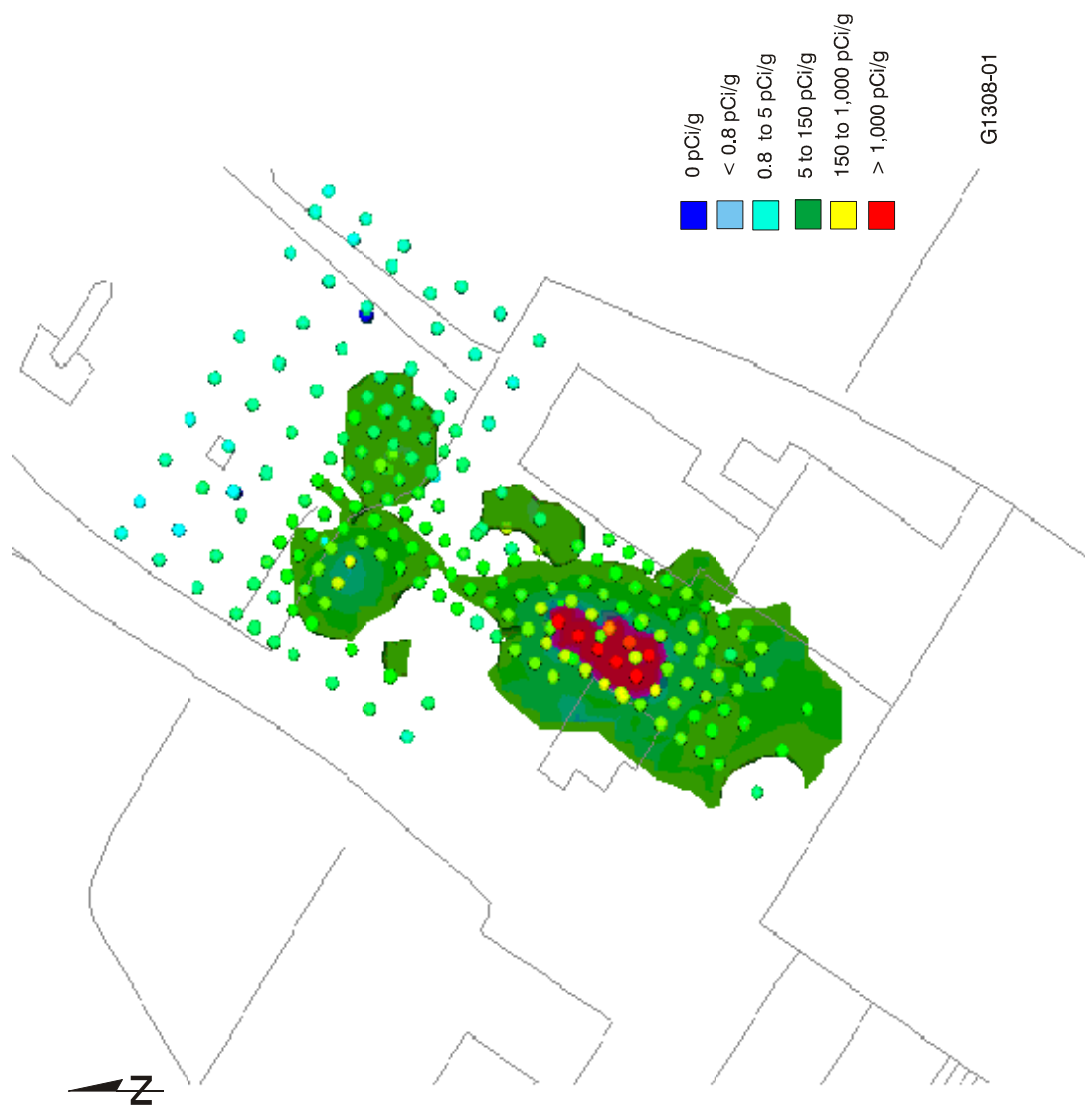 0 pCi/g
< 0.8 pCi/g
0.8 to 5 pCi/g
5 to 150 pCi/g
150 to 1,000 pCi/g
> 1,000 pCi/g
G1308-01
N